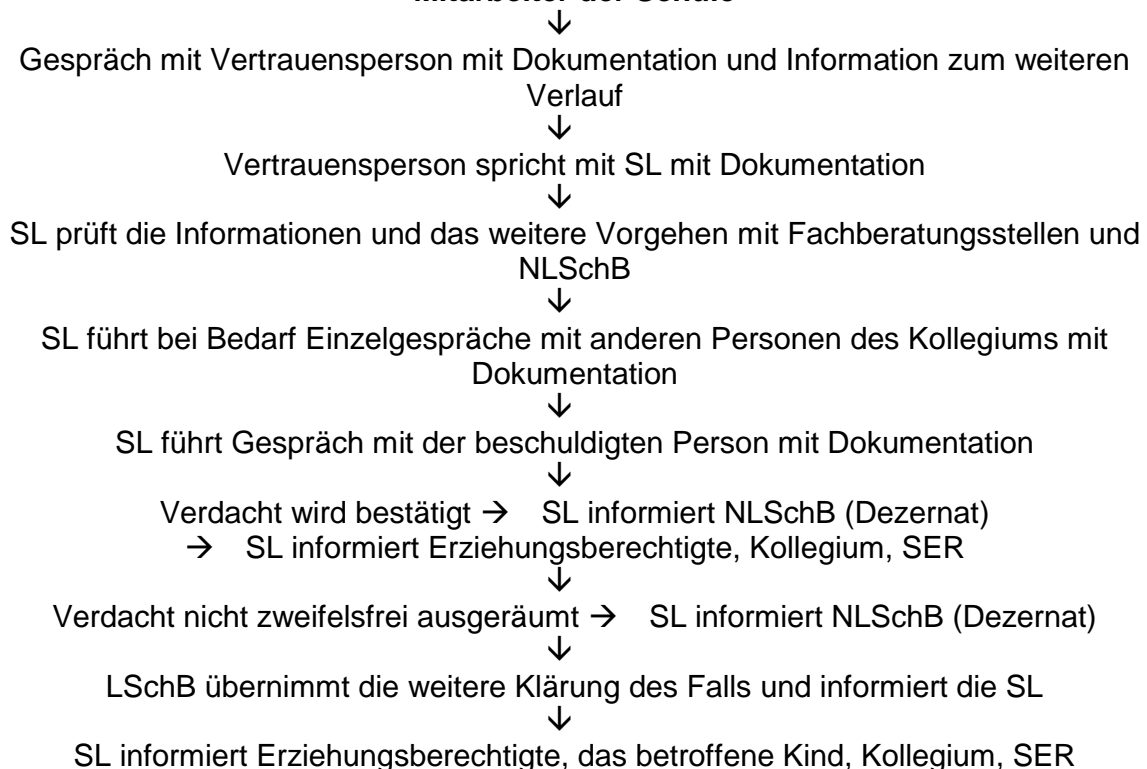 ↓
Gespräch mit Vertrauensperson mit Dokumentation und Information zum weiteren
Verlauf
↓
Vertrauensperson spricht mit SL mit Dokumentation
↓
SL prüft die Informationen und das weitere Vorgehen mit Fachberatungsstellen und
NLSchB
↓
SL führt bei Bedarf Einzelgespräche mit anderen Personen des Kollegiums mit
Dokumentation
↓
SL führt Gespräch mit der beschuldigten Person mit Dokumentation
↓
Verdacht wird bestätigt → SL informiert NLSchB (Dezernat)
→ SL informiert Erziehungsberechtigte, Kollegium, SER
↓
Verdacht nicht zweifelsfrei ausgeräumt → SL informiert NLSchB (Dezernat)
↓
LSchB übernimmt die weitere Klärung des Falls und informiert die SL
↓
SL informiert Erziehungsberechtigte, das betroffene Kind, Kollegium, SER